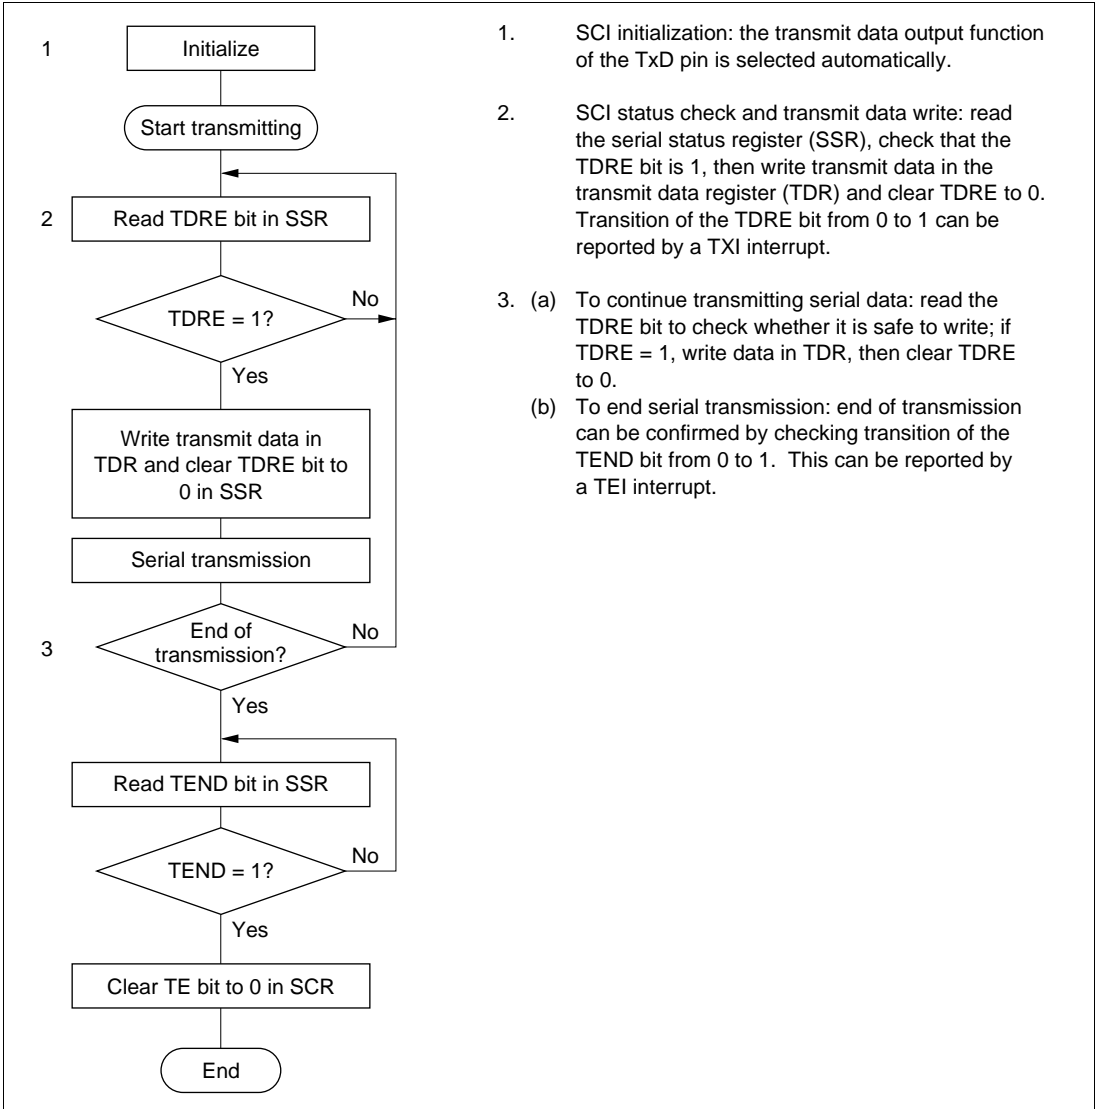 1
Initialize
Start transmitting
2
Read TDRE bit in SSR
TDRE = 1?
No
Yes
Write transmit data in
TDR and clear TDRE bit to
0 in SSR
Serial transmission
3
End of
transmission?
No
Yes
Read TEND bit in SSR
TEND = 1?
No
Yes
Clear TE bit to 0 in SCR
End
1. SCI initialization: the transmit data output function
of the TxD pin is selected automatically.
2. SCI status check and transmit data write: read
the serial status register (SSR), check that the
TDRE bit is 1, then write transmit data in the
transmit data register (TDR) and clear TDRE to 0.
Transition of the TDRE bit from 0 to 1 can be
reported by a TXI interrupt.
3. (a) To continue transmitting serial data: read the
TDRE bit to check whether it is safe to write; if
TDRE = 1, write data in TDR, then clear TDRE
to 0.
(b) To end serial transmission: end of transmission
can be confirmed by checking transition of the
TEND bit from 0 to 1. This can be reported by
a TEI interrupt.